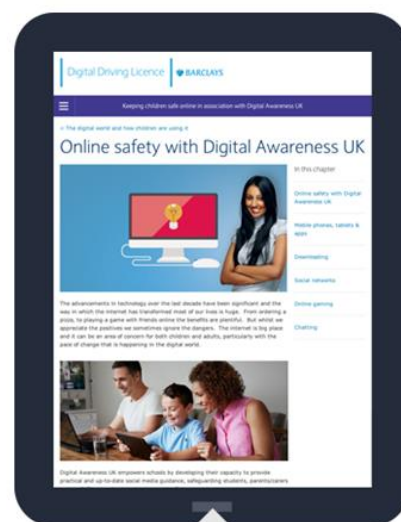 Digital Driving Licence
BARCLAYS
Keeping children safe online in association with Digital Awareness UK
« The digital world and how children are using it
Online safety with Digital Awareness UK
In this chapter
Online safety with Digital
Awareness UK
Mobile phones, tablets &
apps
Downloading
Social networks
Online gaming
Chatting
The advancements in technology over the last decade have been significant and the
way in which the internet has transformed most of our lives is huge. From ordering a
pizza, to playing a game with friends online the benefits are plentiful. But whilst we
appreciate the positives we sometimes ignore the dangers. The internet is big place
and it can be an area of concern for both children and adults, particularly with the
pace of change that is happening in the digital world.
Digital Awareness UK empowers schools by developing their capacity to provide
practical and up-to-date social media guidance, safeguarding students, parents/carers